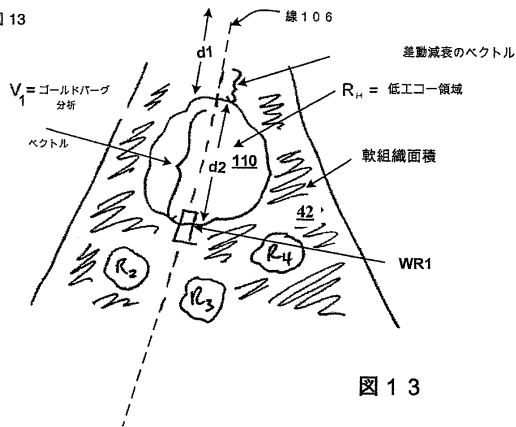 図13
線106
d1
差動減衰のベクトル
V1=ゴールドバーグ
分析
RH = 低エコー領域
ベクトル
110
d2
軟組織面積
42
WR1
R2
R3
R4
図13